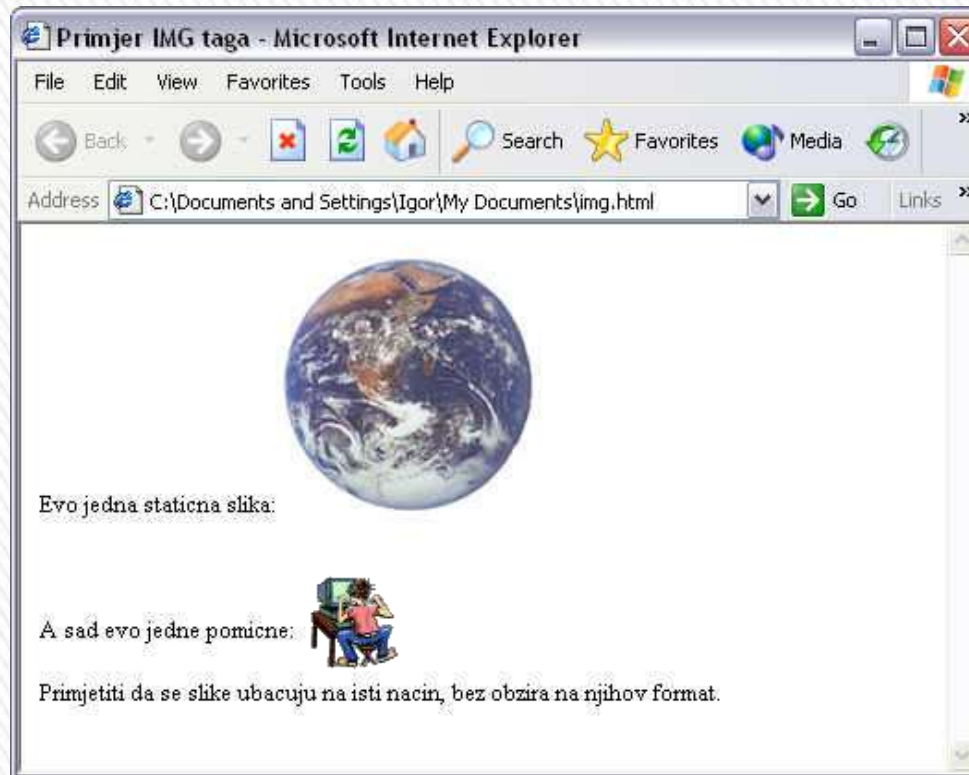 Primjer IMG taga - Microsoft Internet Explorer
File Edit View Favorites Tools Help
Back Search Favorites Media »
Address C:\Documents and Settings\Igor\My Documents\img.html Go Links »
Evo jedna staticna slika:
A sad evo jedne pomicne:
Primjetiti da se slike ubacuju na isti nacin, bez obzira na njihov format.